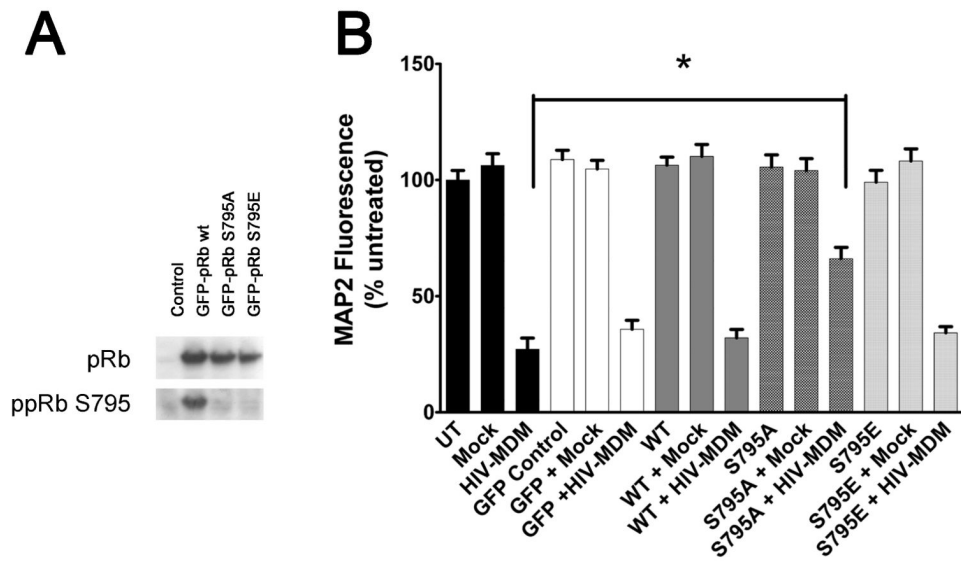 A
Control
GFP-pRb wt
GFP-pRb S795A
GFP-pRb S795E
pRb
ppRb S795
B
*
MAP2 Fluorescence
(% untreated)
150
100
50
0
UT
Mock
HIV-MDM
GFP Control
GFP + Mock
GFP +HIV-MDM
WT
WT + Mock
WT + HIV-MDM
S795A
S795A + Mock
S795A + HIV-MDM
S795E
S795E + Mock
S795E + HIV-MDM